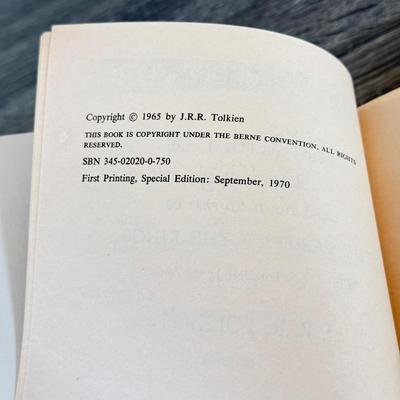 Copyright © 1965 by J.R.R. Tolkien
THIS BOOK IS COPYRIGHT UNDER THE BERNE CONVENTION. ALL RIGHTS
RESERVED.
SBN 345-02020-0-750
First Printing, Special Edition: September, 1970